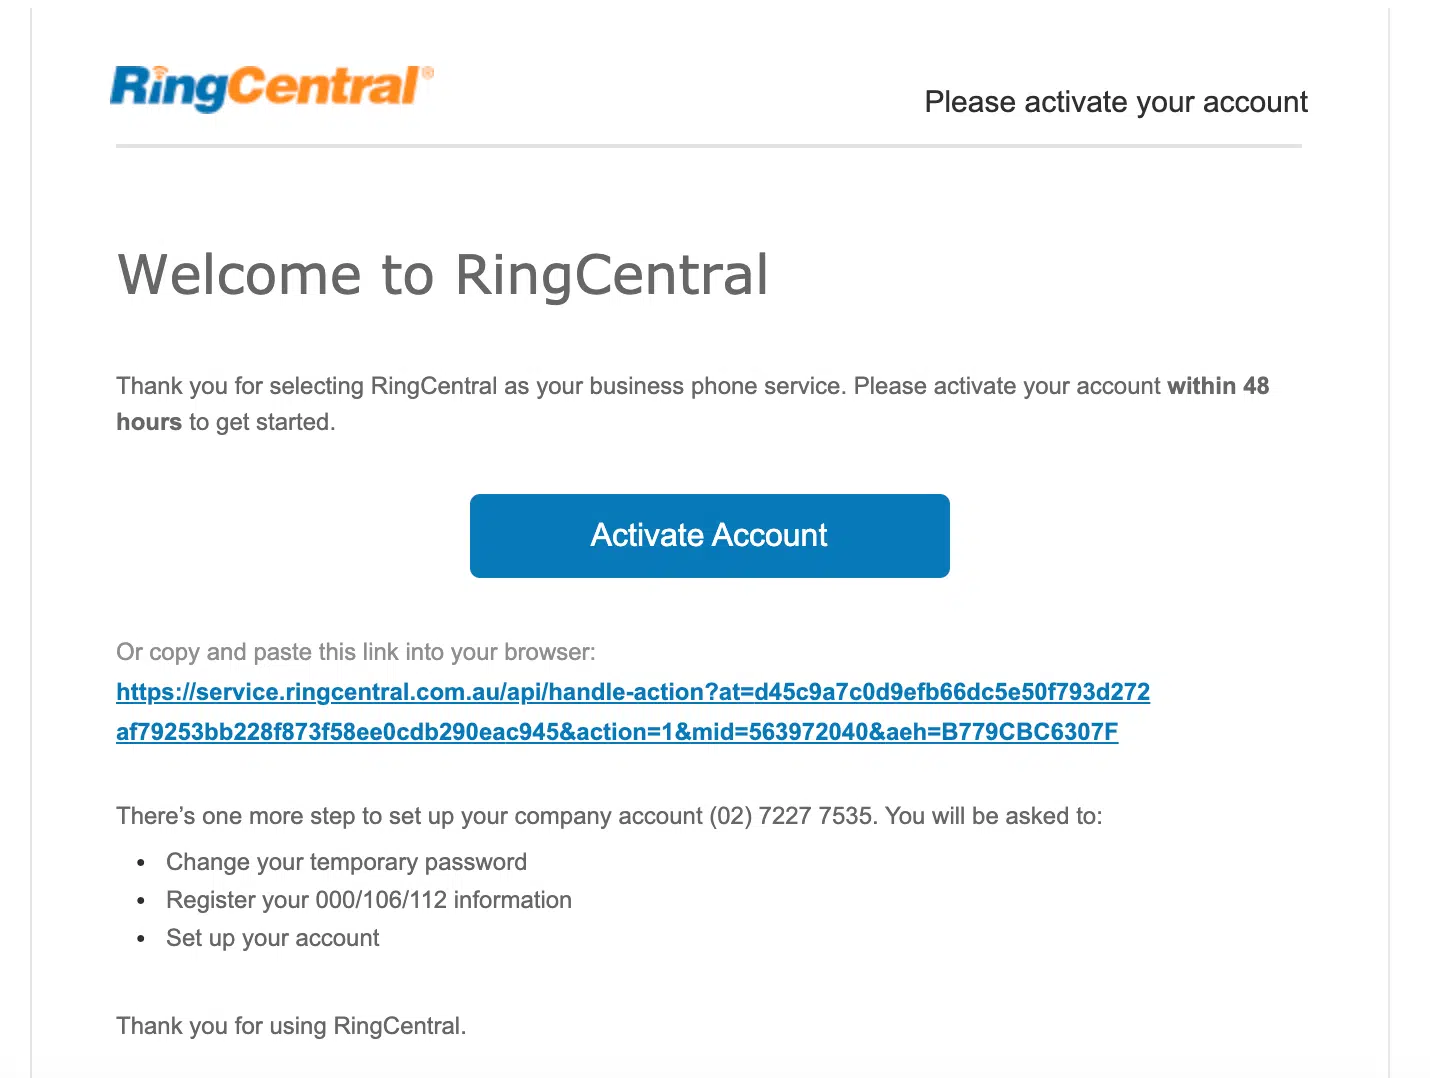 RingCentral®
Please activate your account
Welcome to RingCentral
Thank you for selecting RingCentral as your business phone service. Please activate your account within 48
hours to get started.
Activate Account
Or copy and paste this link into your browser:
https://service.ringcentral.com.au/api/handle-action?at=d45c9a7c0d9efb66dc5e50f793d272
af79253bb228f873f58ee0cdb290eac945&action=1&mid=563972040&aeh=B779CBC6307F
There’s one more step to set up your company account (02) 7227 7535. You will be asked to:
• Change your temporary password
• Register your 000/106/112 information
• Set up your account
Thank you for using RingCentral.